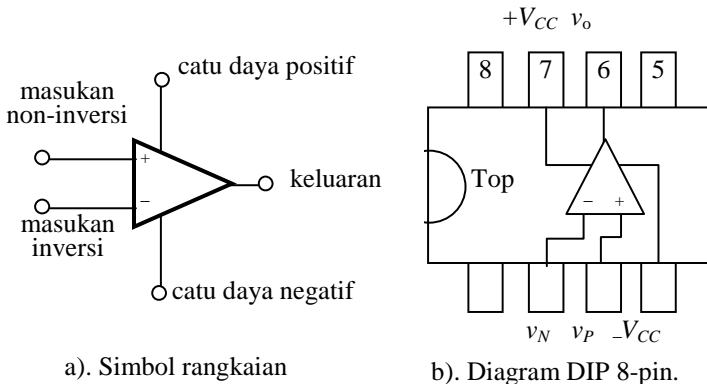 masukan
non-inversi
catu daya positif
+
−
keluaran
masukan
inversi
catu daya negatif
a). Simbol rangkaian
+VCC vo
8 7 6 5
Top
− +
vN vP −VCC
b). Diagram DIP 8-pin.